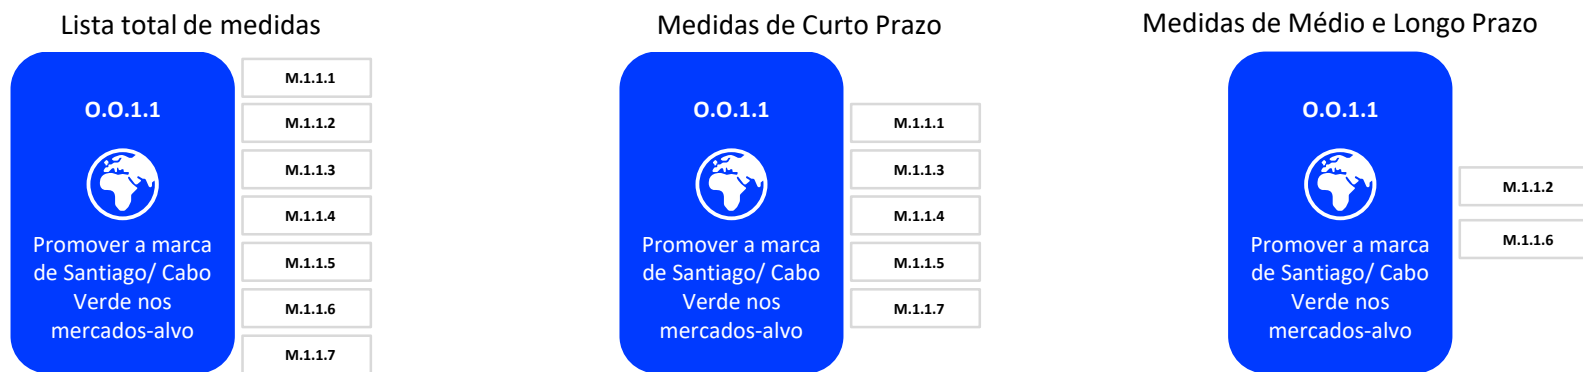 Lista total de medidas
O.O.1.1
Promover a marca
de Santiago/ Cabo
Verde nos
mercados-alvo
M.1.1.1
M.1.1.2
M.1.1.3
M.1.1.4
M.1.1.5
M.1.1.6
M.1.1.7
Medidas de Curto Prazo
O.O.1.1
Promover a marca
de Santiago/ Cabo
Verde nos
mercados-alvo
M.1.1.1
M.1.1.3
M.1.1.4
M.1.1.5
M.1.1.7
Medidas de Médio e Longo Prazo
O.O.1.1
Promover a marca
de Santiago/ Cabo
Verde nos
mercados-alvo
M.1.1.2
M.1.1.6